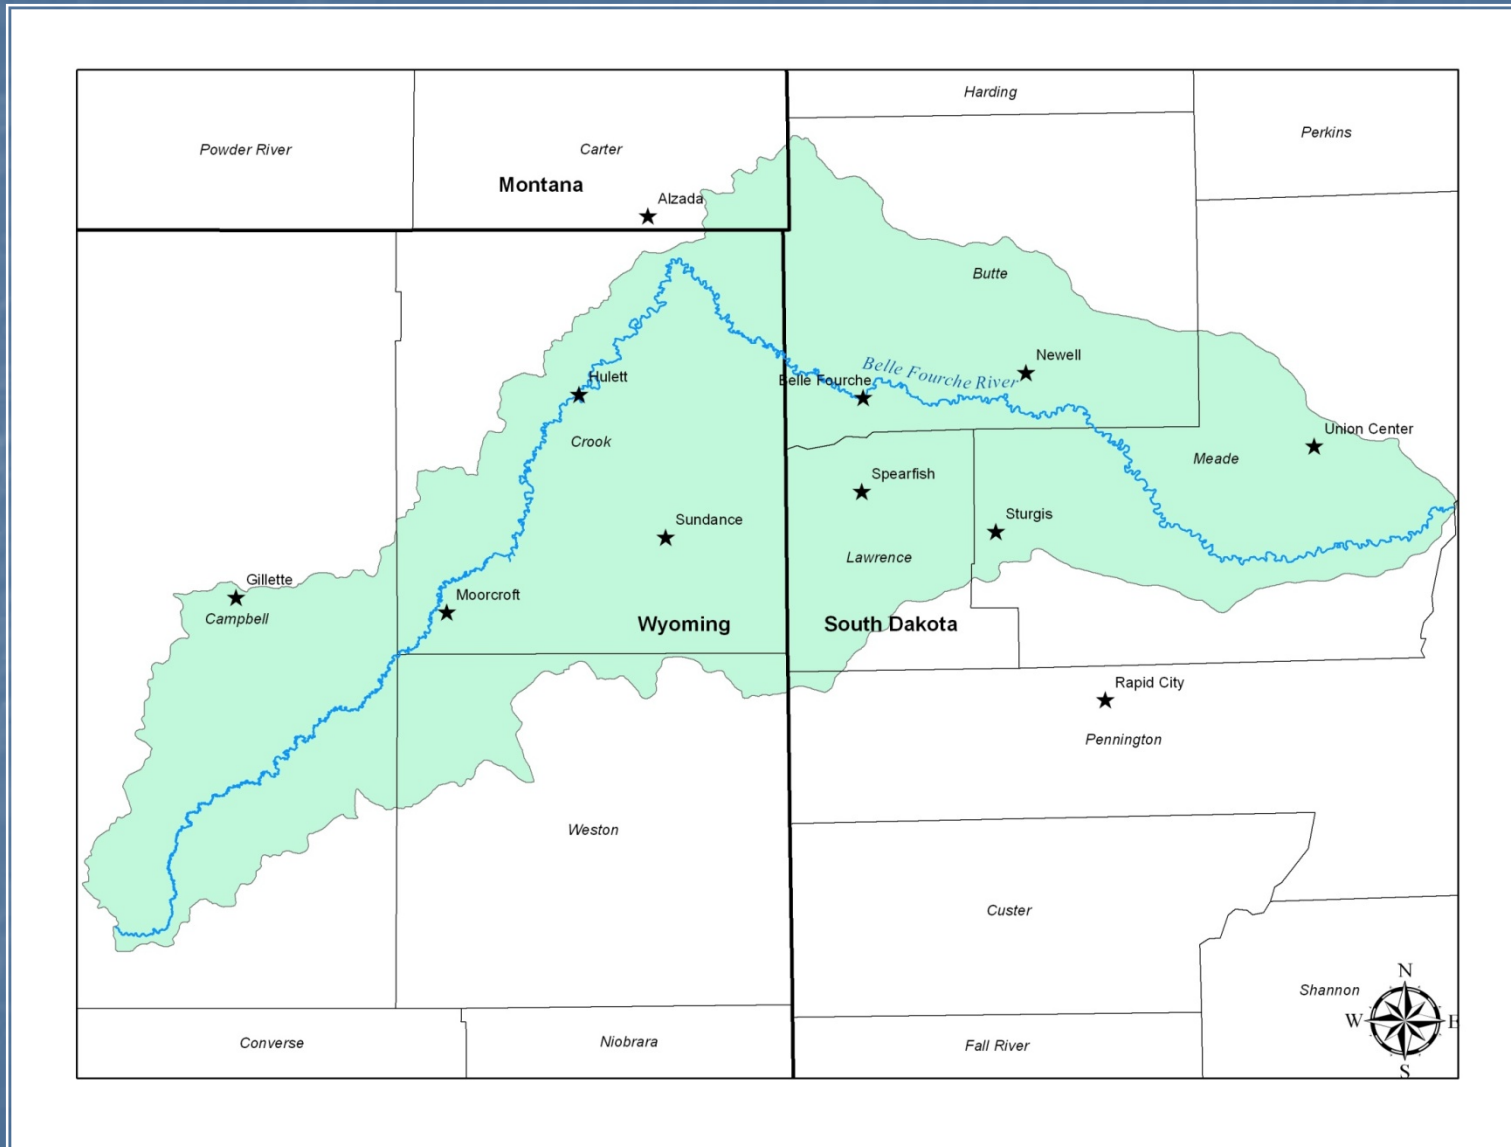 Harding
Perkins
Powder River
Carter
Montana
Alzada
Butte
Newell
Belle Fourche River
Hulett
Belle Fourche
Union Center
Crook
Meade
Spearfish
Sundance
Sturgis
Lawrence
Gillette
Moorcroft
Campbell
Wyoming
South Dakota
Rapid City
Pennington
Weston
Custer
N
Shannon
W
E
S
Converse
Niobrara
Fall River